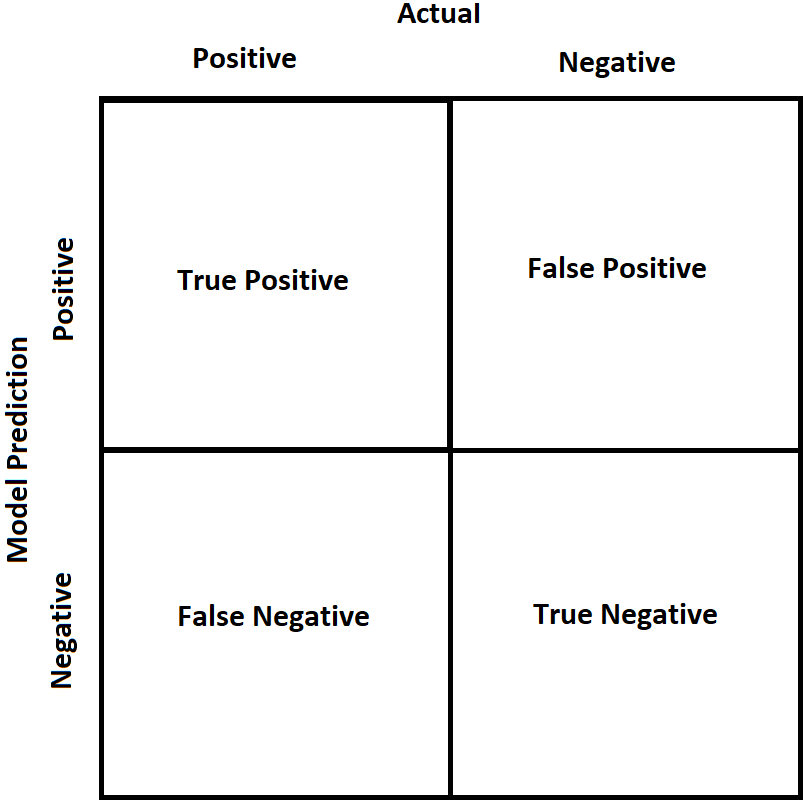 Actual
Positive
Negative
Model Prediction
Positive
True Positive
False Positive
Negative
False Negative
True Negative